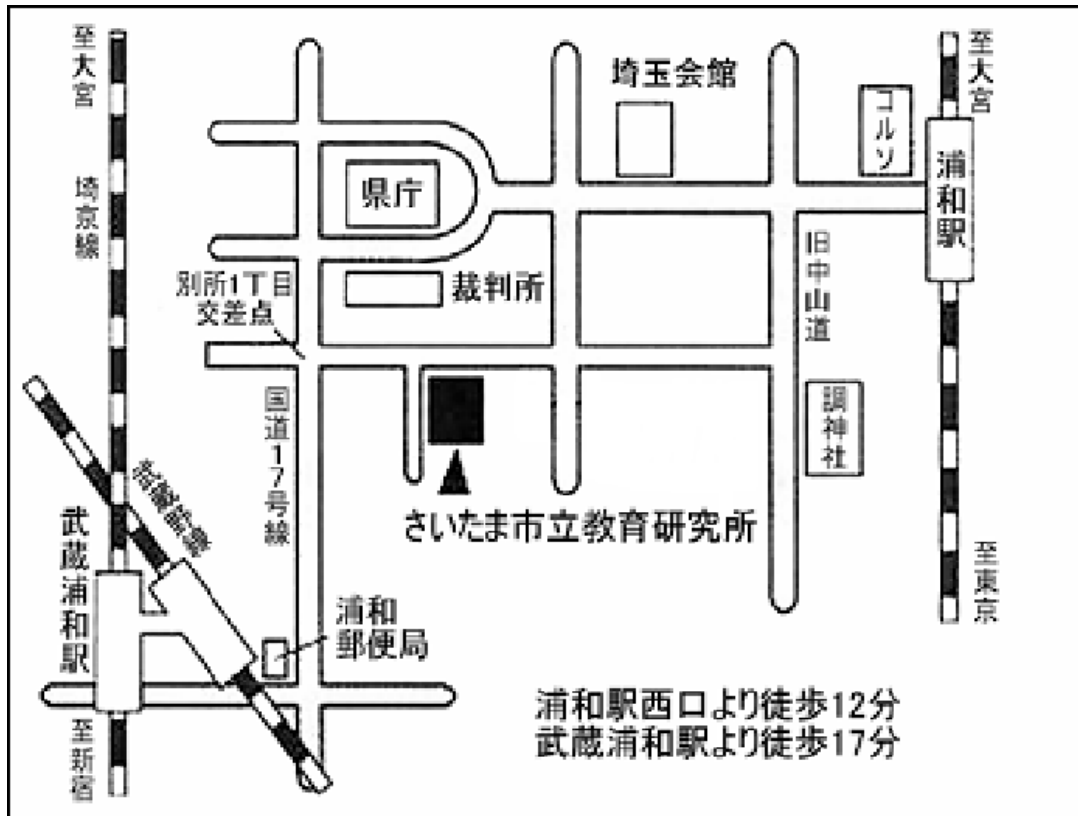 至大宮
埼京線
埼玉会館
コルソ
至大宮
浦和駅
県庁
裁判所
旧中山道
別所1丁目
交差点
国道17号線
調神社
武蔵野線
さいたま市立教育研究所
武蔵浦和駅
至東京
浦和
郵便局
至新宿
浦和駅西口より徒歩12分
武蔵浦和駅より徒歩17分